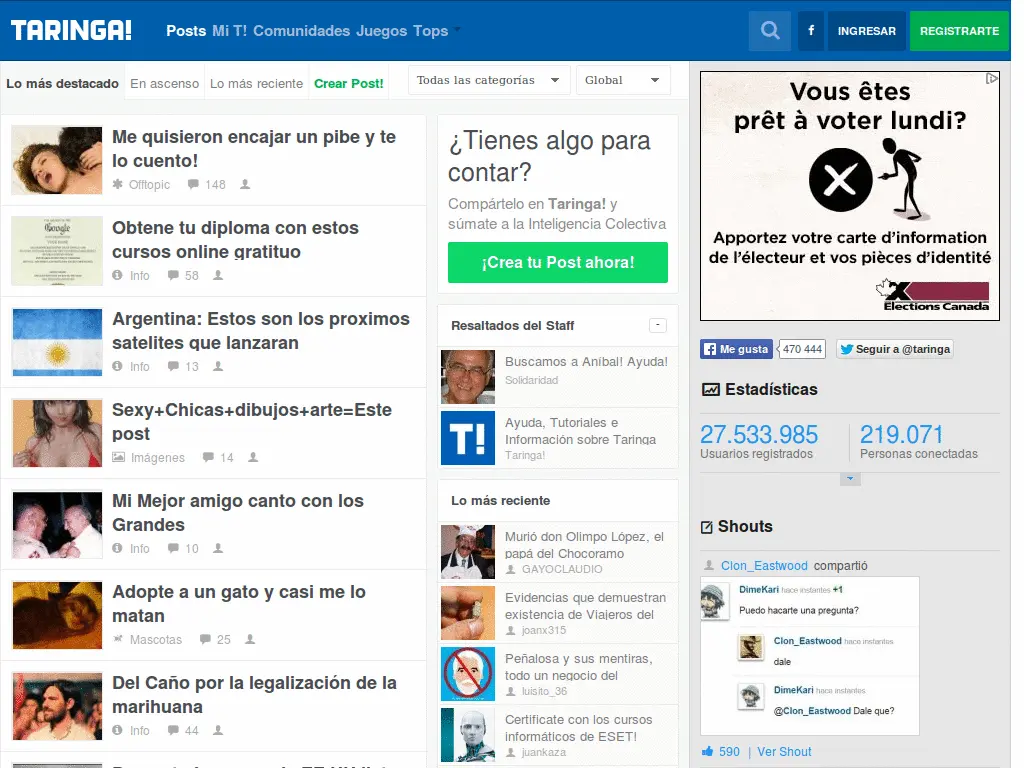 TARINGA!
Posts Mi T! Comunidades Juegos Tops
f
INGRESAR
REGISTRARTE
Lo más destacado
En ascenso
Lo más reciente
Crear Post!
Todas las categorías
Global
Me quisieron encajar un pibe y te
lo cuento!
Offtopic 148
Google
Obtene tu diploma con estos
cursos online gratituo
Info 58
Argentina: Estos son los proximos
satelites que lanzaran
Info 13
Sexy+Chicas+dibujos+arte=Este
post
Imágenes 14
Mi Mejor amigo canto con los
Grandes
Info 10
Adopte a un gato y casi me lo
matan
Mascotas 25
Del Caño por la legalización de la
marihuana
Info 44
¿Tienes algo para
contar?
Compártelo en Taringa! y
súmate a la Inteligencia Colectiva
¡Crea tu Post ahora!
Resaltados del Staff
-
Buscamos a Aníbal! Ayuda!
Solidaridad
T!
Ayuda, Tutoriales e
Información sobre Taringa
Taringa!
Lo más reciente
Murió don Olimpo López, el
papá del Chocoramo
GAYOCLAUDIO
Evidencias que demuestran
existencia de Viajeros del
joanx315
Peñalosa y sus mentiras,
todo un negocio del
luisito_36
Certificate con los cursos
informáticos de ESET!
juankaza
Vous êtes
prêt à voter lundi?
Apportez votre carte d'information
de l'électeur et vos pièces d'identité
X
Elections Canada
f Me gusta 470 444
Seguir a @taringa
Estadísticas
27.533.985
Usuarios registrados
219.071
Personas conectadas
Shouts
Clon_Eastwood compartió
DimeKari hace instantes +1
Puedo hacarte una pregunta?
Clon_Eastwood hace instantes
dale
DimeKari hace instantes
@Clon_Eastwood Dale que?
590 | Ver Shout